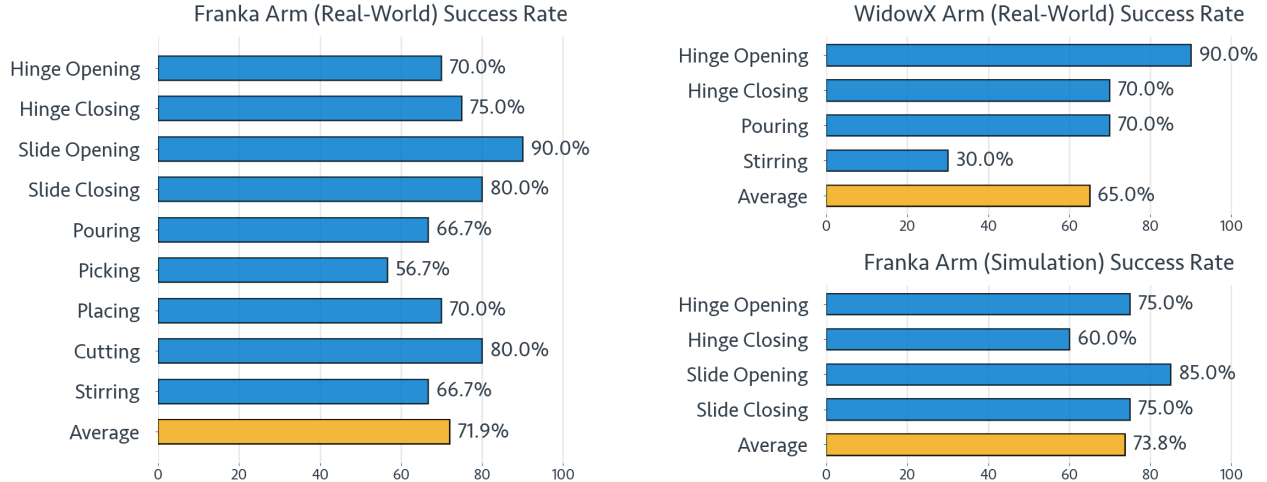 Franka Arm (Real-World) Success Rate
Hinge Opening 70.0%
Hinge Closing 75.0%
Slide Opening 90.0%
Slide Closing 80.0%
Pouring 66.7%
Picking 56.7%
Placing 70.0%
Cutting 80.0%
Stirring 66.7%
Average 71.9%
0 20 40 60 80 100
WidowX Arm (Real-World) Success Rate
Hinge Opening 90.0%
Hinge Closing 70.0%
Pouring 70.0%
Stirring 30.0%
Average 65.0%
0 20 40 60 80 100
Franka Arm (Simulation) Success Rate
Hinge Opening 75.0%
Hinge Closing 60.0%
Slide Opening 85.0%
Slide Closing 75.0%
Average 73.8%
0 20 40 60 80 100